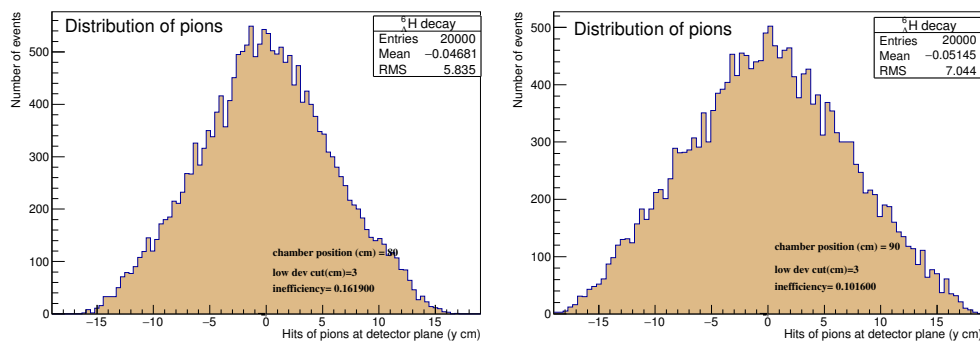 Distribution of pions
⁶ΛH decay
Entries 20000
Mean −0.04681
RMS 5.835
Number of events
500
400
300
200
100
0
chamber position (cm) = 80
low dev cut(cm)=3
inefficiency= 0.161900
−15 −10 −5 0 5 10 15
Hits of pions at detector plane (y cm)
Distribution of pions
⁶ΛH decay
Entries 20000
Mean −0.05145
RMS 7.044
Number of events
500
400
300
200
100
0
chamber position (cm) = 90
low dev cut(cm)=3
inefficiency= 0.101600
−15 −10 −5 0 5 10 15
Hits of pions at detector plane (y cm)